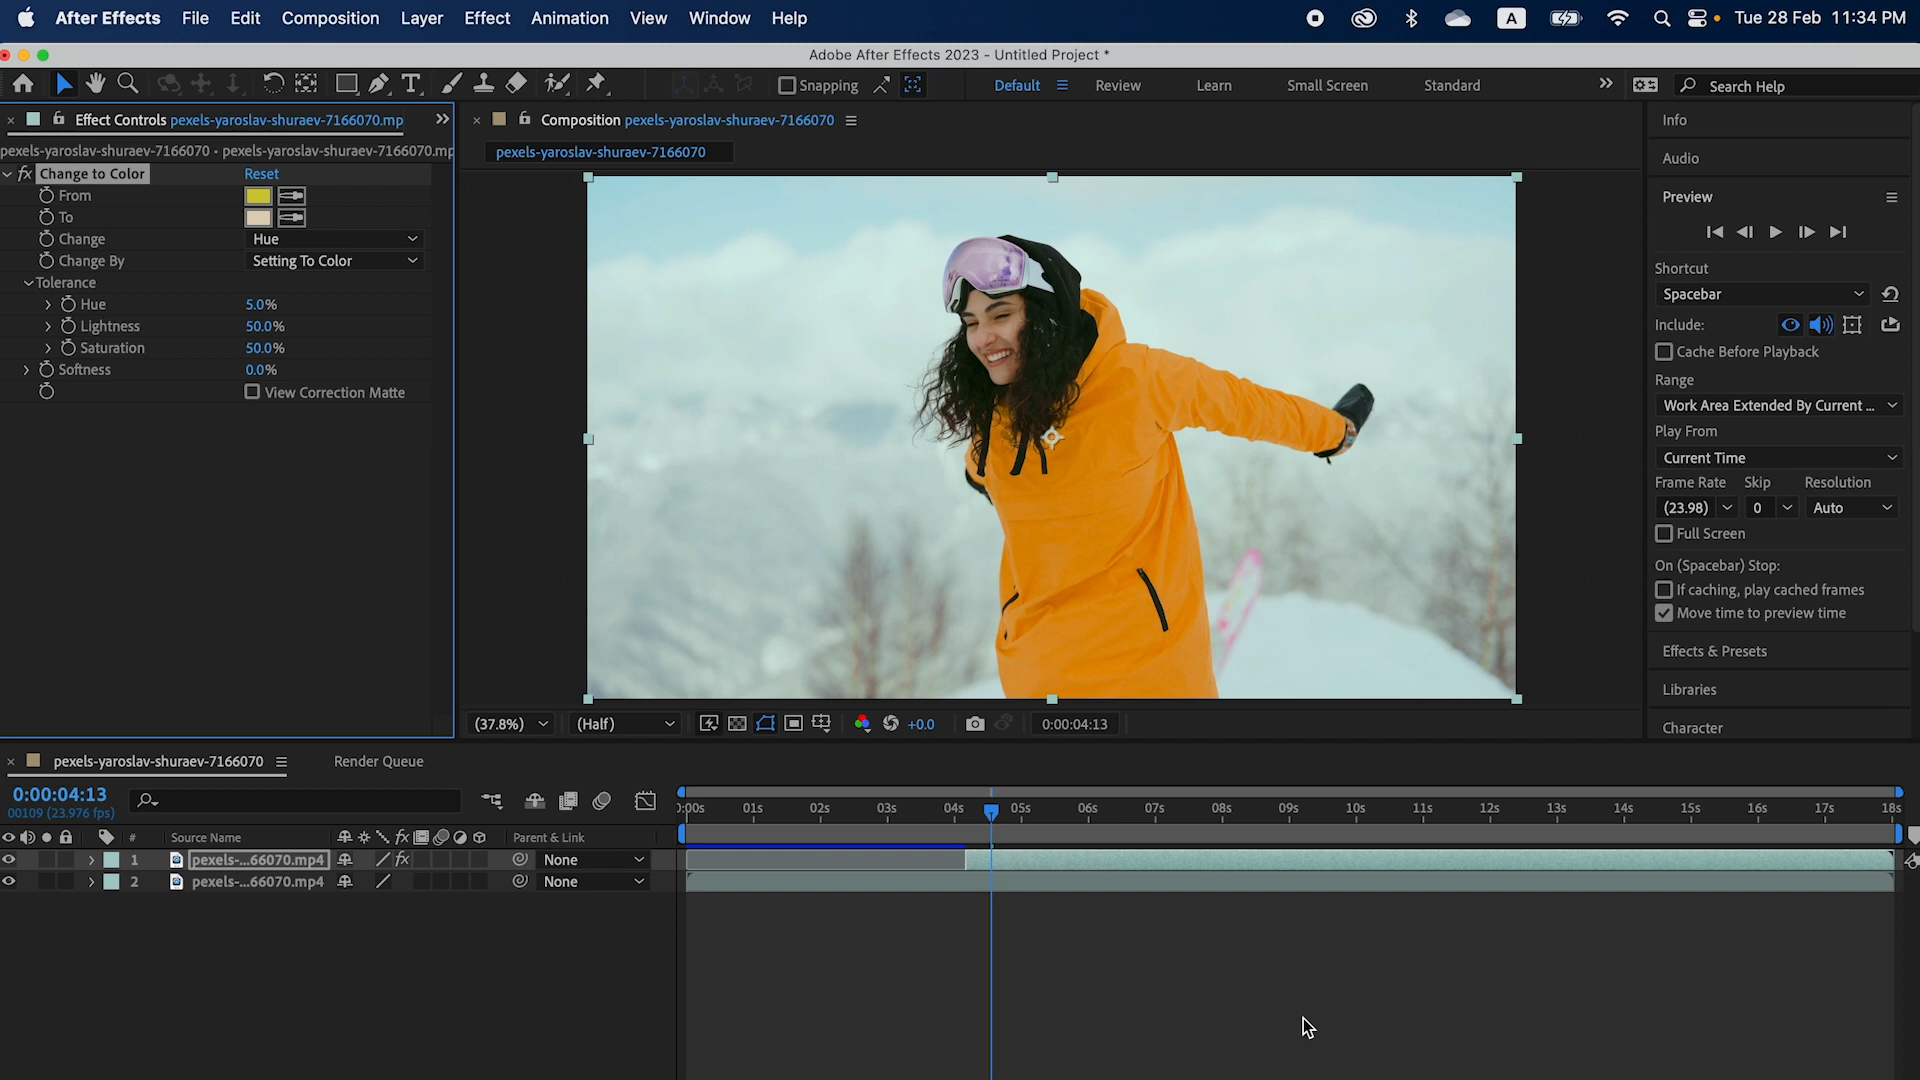 After Effects File Edit Composition Layer Effect Animation View Window Help A Tue 28 Feb 11:34 PM
Adobe After Effects 2023 - Untitled Project *
Snapping Default Review Learn Small Screen Standard Search Help
Effect Controls pexels-yaroslav-shuraev-7166070.mp
pexels-yaroslav-shuraev-7166070 • pexels-yaroslav-shuraev-7166070.mp
fx Change to Color Reset
From
To
Change Hue
Change By Setting To Color
Tolerance
Hue 5.0%
Lightness 50.0%
Saturation 50.0%
Softness 0.0%
View Correction Matte
Composition pexels-yaroslav-shuraev-7166070
pexels-yaroslav-shuraev-7166070
(37.8%) (Half) +0.0 0:00:04:13
Info
Audio
Preview
Shortcut
Spacebar
Include:
Cache Before Playback
Range
Work Area Extended By Current ...
Play From
Current Time
Frame Rate Skip Resolution
(23.98) 0 Auto
Full Screen
On (Spacebar) Stop:
If caching, play cached frames
Move time to preview time
Effects & Presets
Libraries
Character
pexels-yaroslav-shuraev-7166070 Render Queue
0:00:04:13
00109 (23.976 fps)
):00s 01s 02s 03s 04s 05s 06s 07s 08s 09s 10s 11s 12s 13s 14s 15s 16s 17s 18s
# Source Name fx Parent & Link
1 pexels-...66070.mp4 fx None
2 pexels-...66070.mp4 None